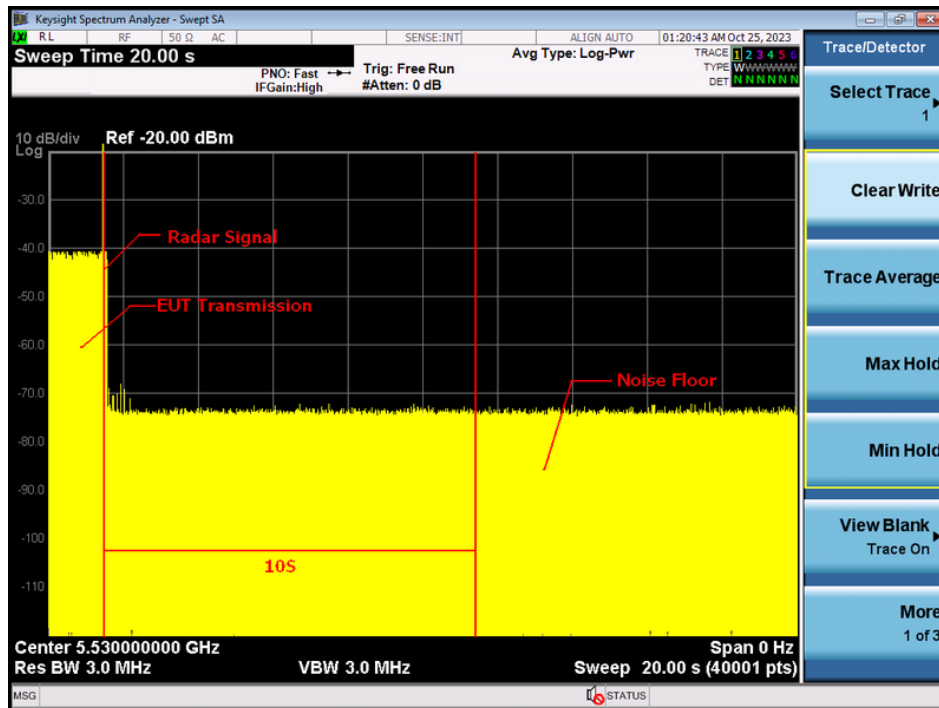 Keysight Spectrum Analyzer - Swept SA
LXI RL RF 50 Ω AC SENSE:INT ALIGN AUTO 01:20:43 AM Oct 25, 2023
Sweep Time 20.00 s
PNO: Fast
IFGain:High
Trig: Free Run
#Atten: 0 dB
Avg Type: Log-Pwr
TRACE 1 2 3 4 5 6
TYPE WWWWWW
DET N N N N N N
10 dB/div Ref -20.00 dBm
Log
-30.0
-40.0
-50.0
-60.0
-70.0
-80.0
-90.0
-100
-110
Radar Signal
EUT Transmission
Noise Floor
10S
Center 5.530000000 GHz Span 0 Hz
Res BW 3.0 MHz VBW 3.0 MHz Sweep 20.00 s (40001 pts)
MSG STATUS
Trace/Detector
Select Trace
1
Clear Write
Trace Average
Max Hold
Min Hold
View Blank
Trace On
More
1 of 3